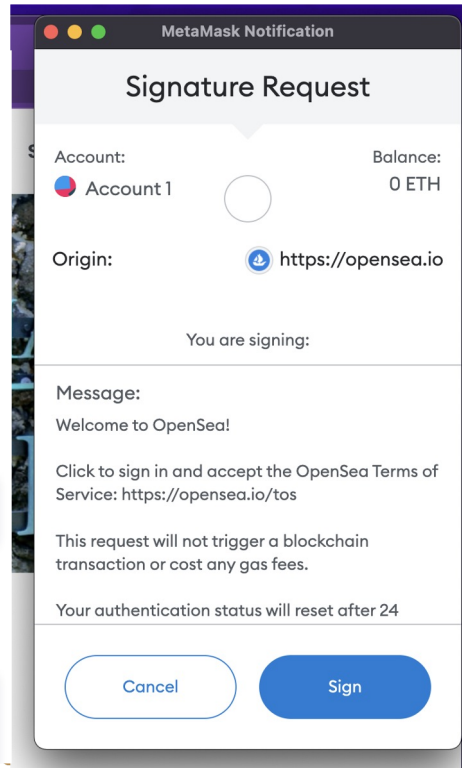 MetaMask Notification
Signature Request
Account:
Balance:
Account 1
0 ETH
Origin:
https://opensea.io
You are signing:
Message:
Welcome to OpenSea!
Click to sign in and accept the OpenSea Terms of
Service: https://opensea.io/tos
This request will not trigger a blockchain
transaction or cost any gas fees.
Your authentication status will reset after 24
Cancel
Sign